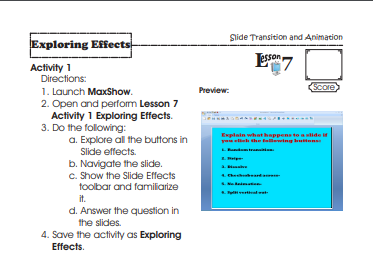 Slide Transition and Animation
Exploring Effects
Lesson 7
Score
Activity 1
Directions:
1. Launch MaxShow.
2. Open and perform Lesson 7
Activity 1 Exploring Effects.
3. Do the following:
a. Explore all the buttons in
Slide effects.
b. Navigate the slide.
c. Show the Slide Effects
toolbar and familiarize
it.
d. Answer the question in
the slides.
4. Save the activity as Exploring
Effects.
Preview:
Explain what happens to a slide if
you click the following buttons:
1. Random transition-
2. Stripe-
3. Dissolve
4. Checkerboard across-
5. No Animation-
6. Split vertical out-